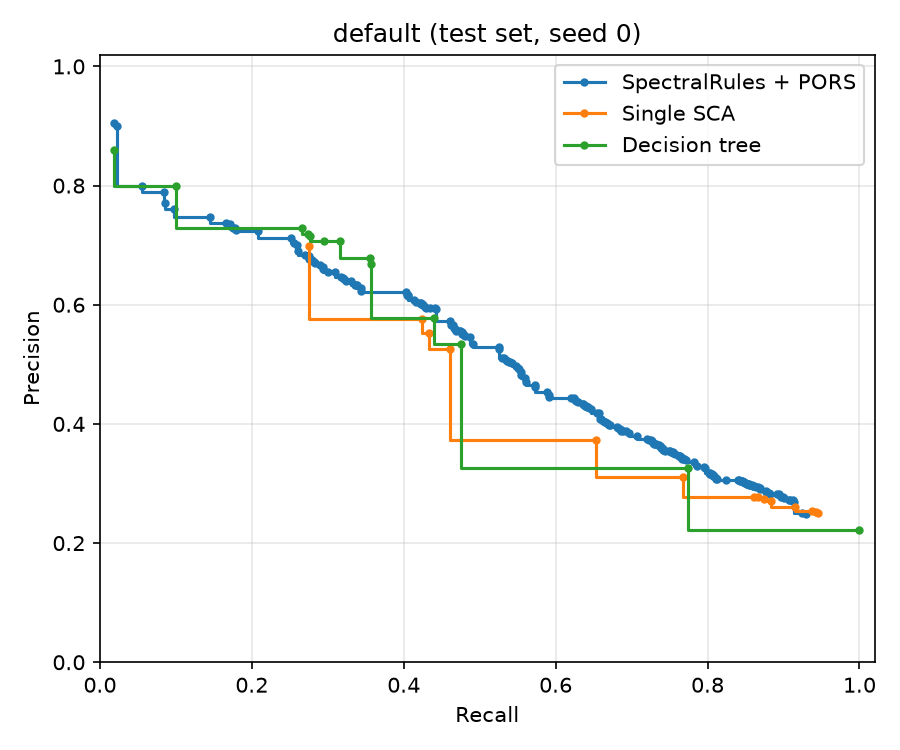 default (test set, seed 0)
SpectralRules + PORS
Single SCA
Decision tree
Precision
1.0
0.8
0.6
0.4
0.2
0.0
0.0 0.2 0.4 0.6 0.8 1.0
Recall